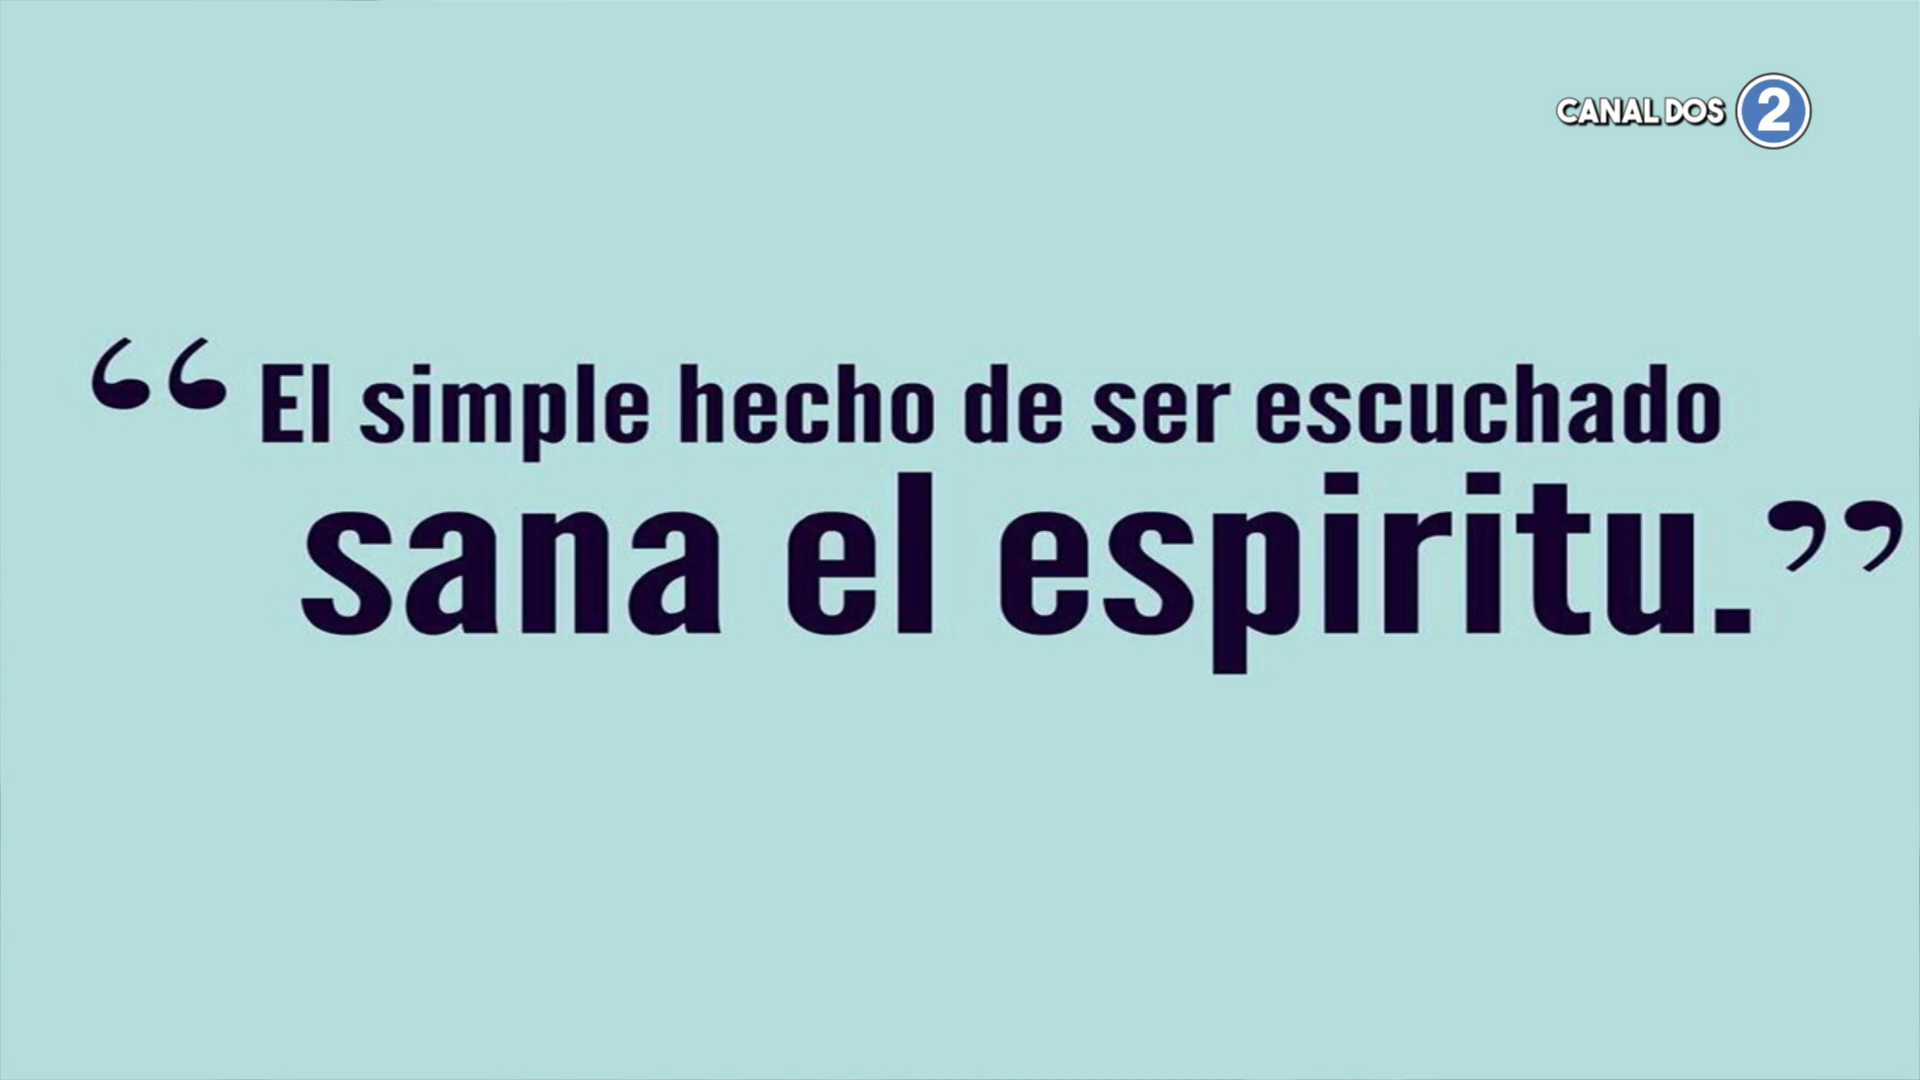 CANAL DOS 2
“El simple hecho de ser escuchado
sana el espiritu.”